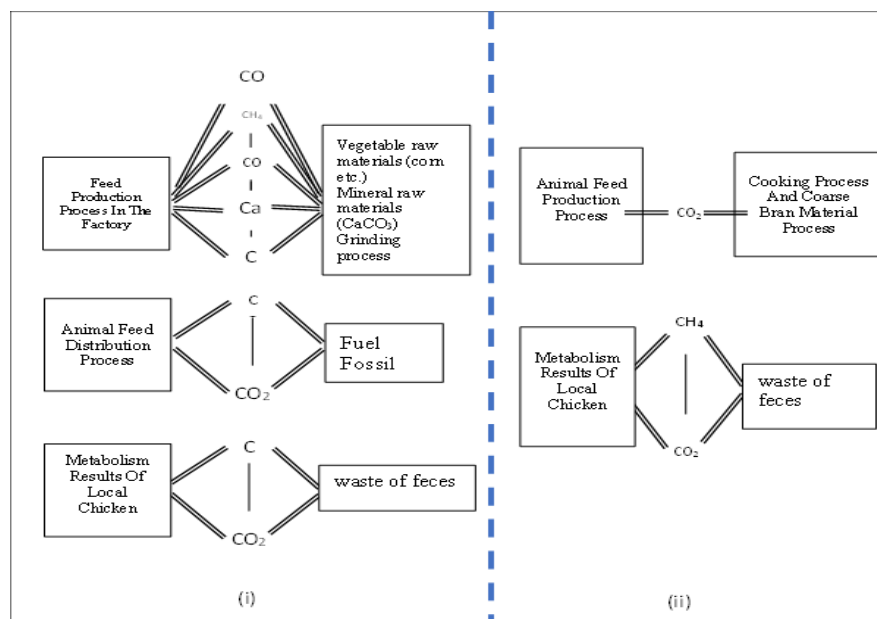 CO
CH₄
CO
Ca
C
Feed
Production
Process In The
Factory
Vegetable raw
materials (corn
etc.)
Mineral raw
materials
(CaCO₃)
Grinding
process
C
Animal Feed
Distribution
Process
Fuel
Fossil
CO₂
C
Metabolism
Results Of
Local
Chicken
waste of feces
CO₂
(i)
Animal Feed
Production
Process
CO₂
Cooking Process
And Coarse
Bran Material
Process
CH₄
Metabolism
Results Of
Local
Chicken
waste of
feces
CO₂
(ii)